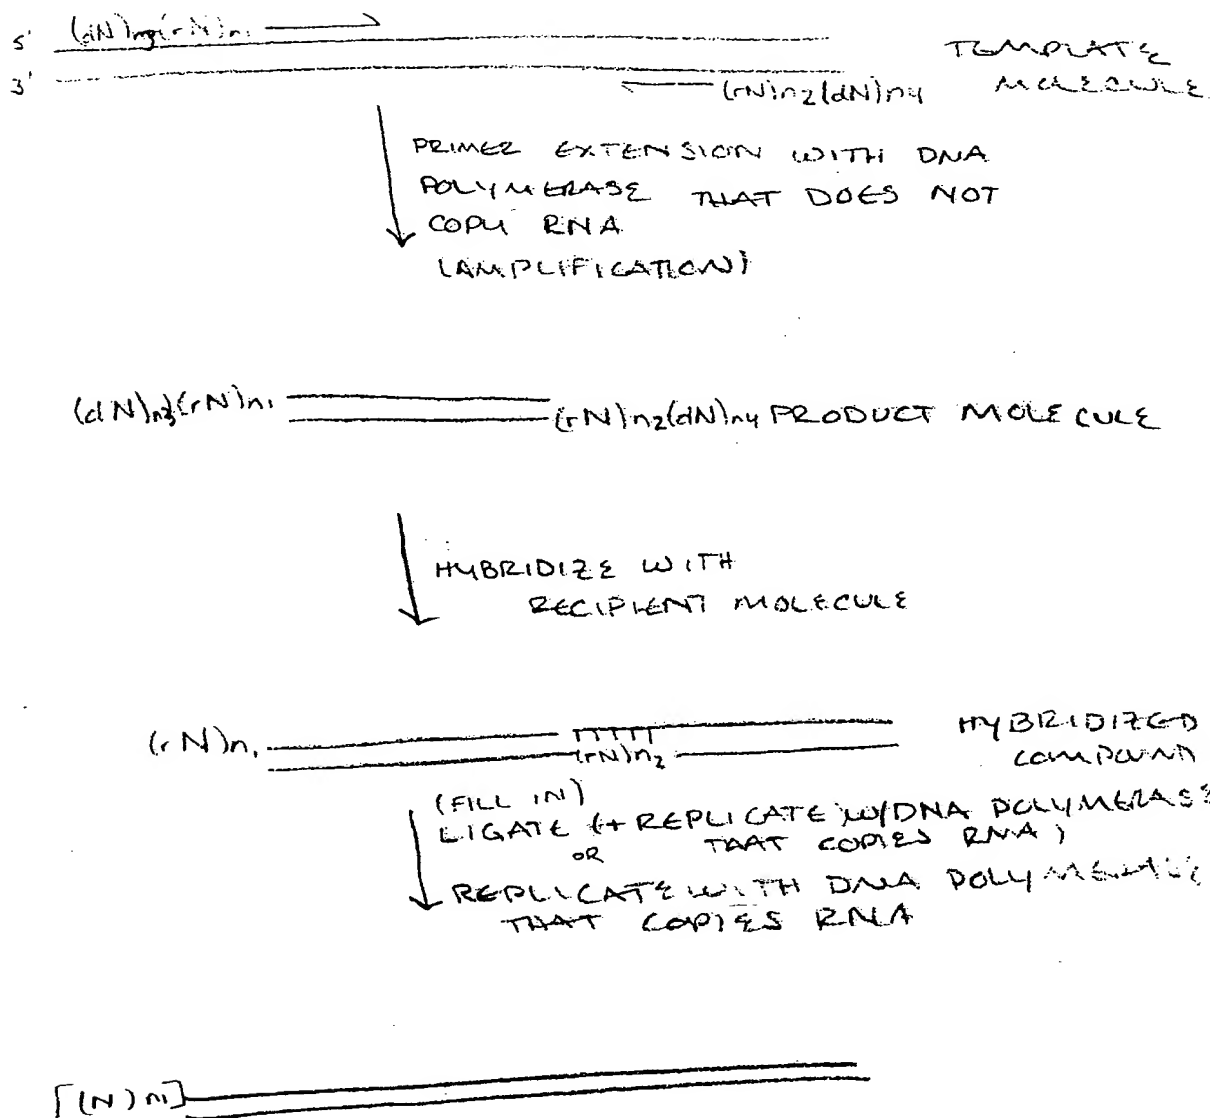 5' (dN)n3(rN)n1
3'
TEMPLATE
MOLECULE
(rN)n2(dN)n4
PRIMER EXTENSION WITH DNA
POLYMERASE THAT DOES NOT
COPY RNA
(AMPLIFICATION)
(dN)n3(rN)n1 (rN)n2(dN)n4 PRODUCT MOLECULE
HYBRIDIZE WITH
RECIPIENT MOLECULE
(rN)n1 (rN)n2
HYBRIDIZED
COMPOUND
(FILL IN)
LIGATE (+ REPLICATE W/DNA POLYMERASE
OR THAT COPIES RNA)
REPLICATE WITH DNA POLYMERASE
THAT COPIES RNA
[(N)n1]